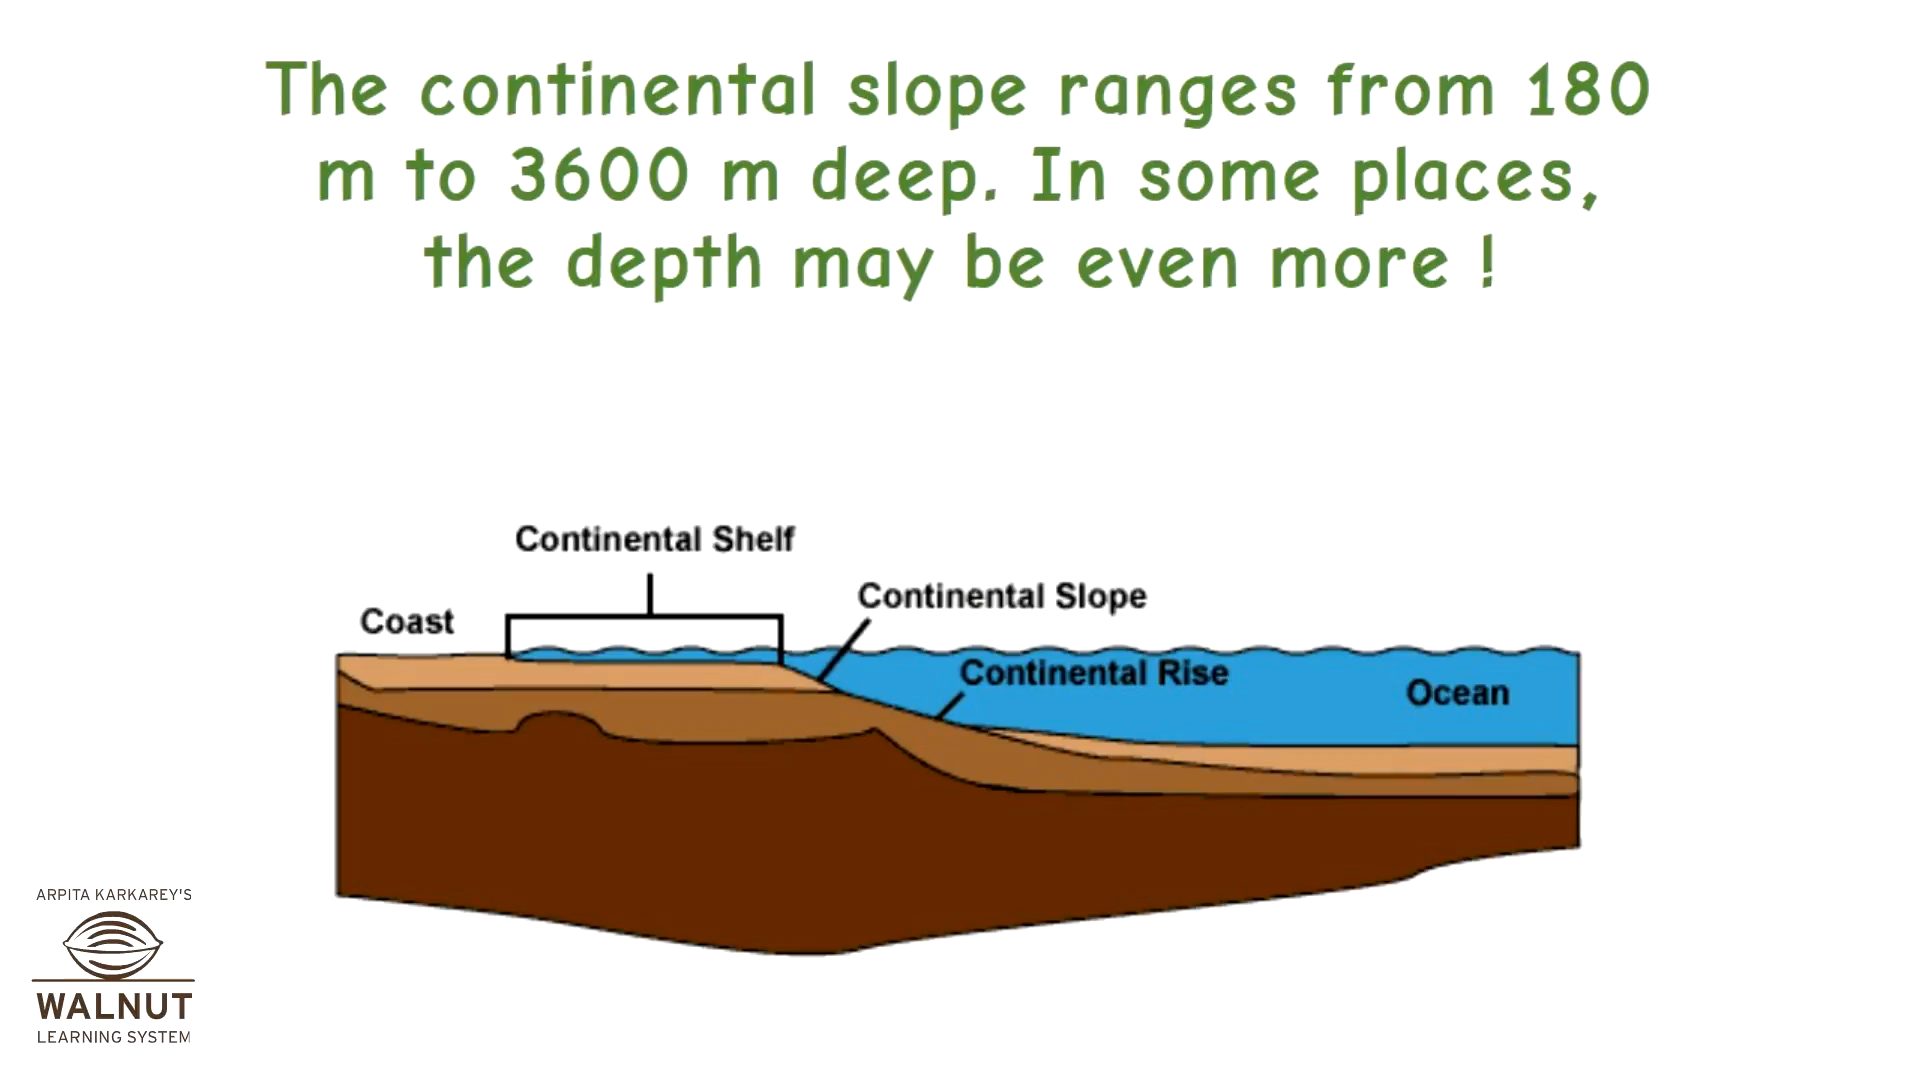 The continental slope ranges from 180
m to 3600 m deep. In some places,
the depth may be even more !
Continental Shelf
Continental Slope
Coast
Continental Rise
Ocean
ARPITA KARKAREY'S
WALNUT
LEARNING SYSTEM